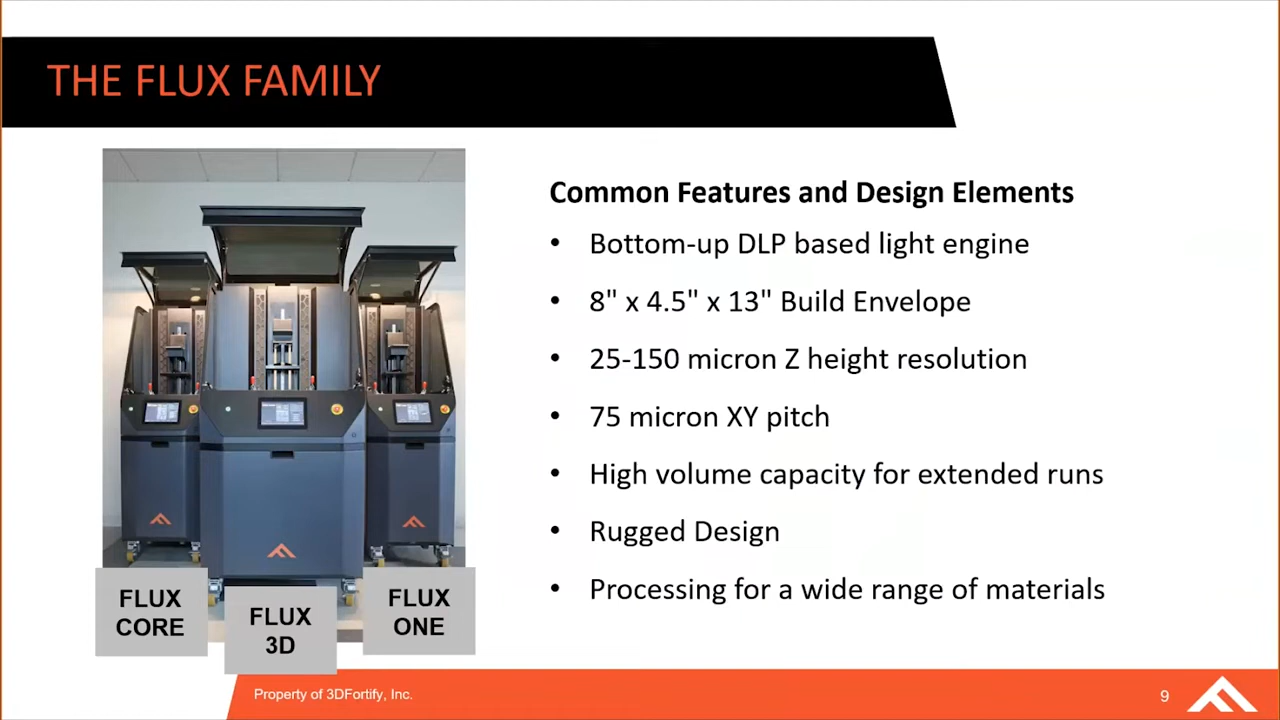 THE FLUX FAMILY
Common Features and Design Elements
• Bottom-up DLP based light engine
• 8" x 4.5" x 13" Build Envelope
• 25-150 micron Z height resolution
• 75 micron XY pitch
• High volume capacity for extended runs
• Rugged Design
• Processing for a wide range of materials
FLUX
CORE
FLUX
3D
FLUX
ONE
Property of 3DFortify, Inc.
9